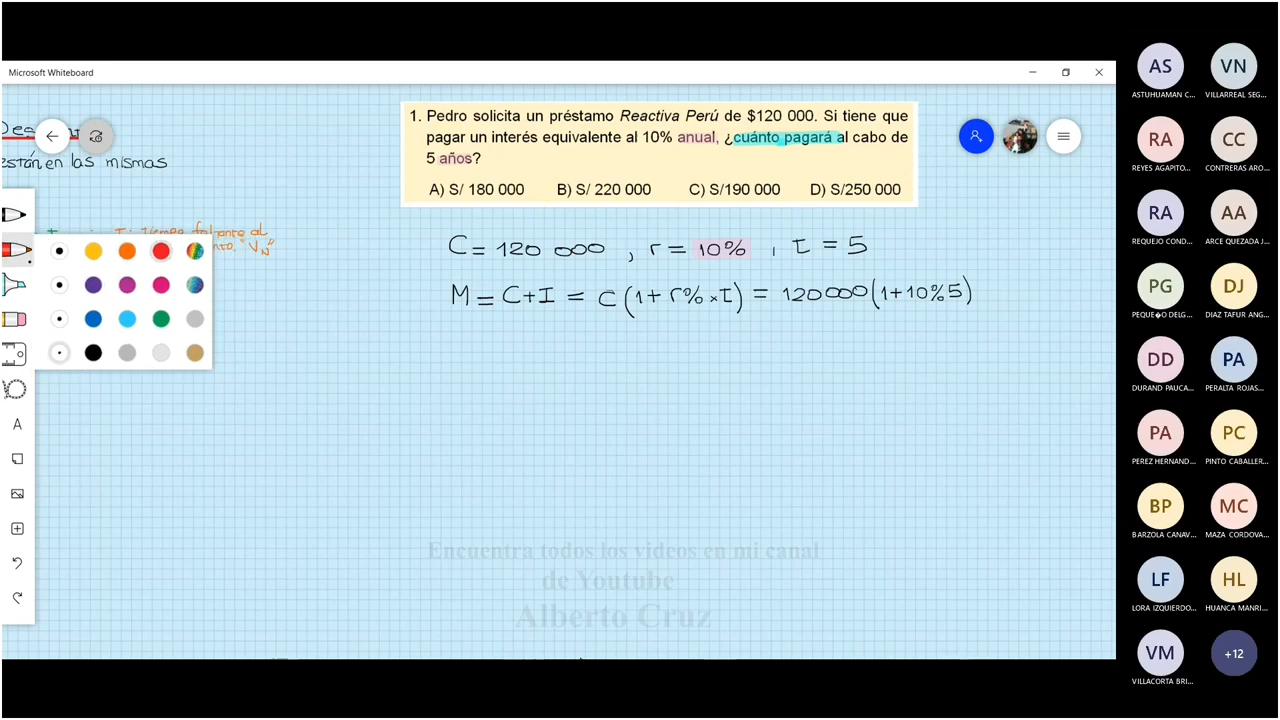 Microsoft Whiteboard
están en las mismas
1. Pedro solicita un préstamo Reactiva Perú de $120 000. Si tiene que
pagar un interés equivalente al 10% anual, ¿cuánto pagará al cabo de
5 años?
A) S/ 180 000 B) S/ 220 000 C) S/190 000 D) S/250 000
C = 120 000 , r = 10% , t = 5
M = C+I = C (1+ r% × t) = 120000 (1+10%5)
Encuentra todos los videos en mi canal
de Youtube
Alberto Cruz
A
AS VN
ASTUHUAMAN C... VILLARREAL SEG...
RA CC
REYES AGAPITO... CONTRERAS ARO...
RA AA
REQUEJO COND... ARCE QUEZADA J...
PG DJ
PEQUE�O DELG... DIAZ TAFUR ANG...
DD PA
DURAND PAUCA... PERALTA ROJAS...
PA PC
PEREZ HERNAND... PINTO CABALLER...
BP MC
BARZOLA CANAV... MAZA CORDOVA...
LF HL
LORA IZQUIERDO... HUANCA MANRI...
VM +12
VILLACORTA BRI...